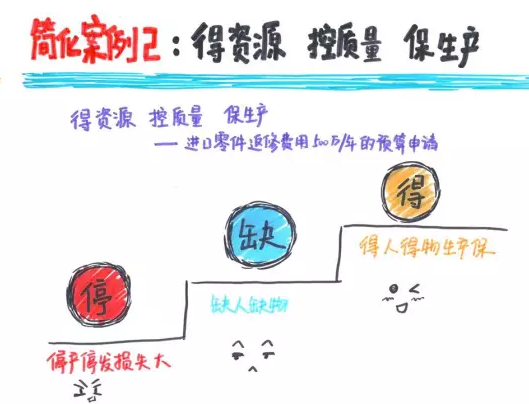 简化案例2：得资源 控质量 保生产
得资源 控质量 保生产
——进口零件返修费用500万/年的预算申请
得
缺
得人得物生产保
停
缺人缺物
停产停发损失大